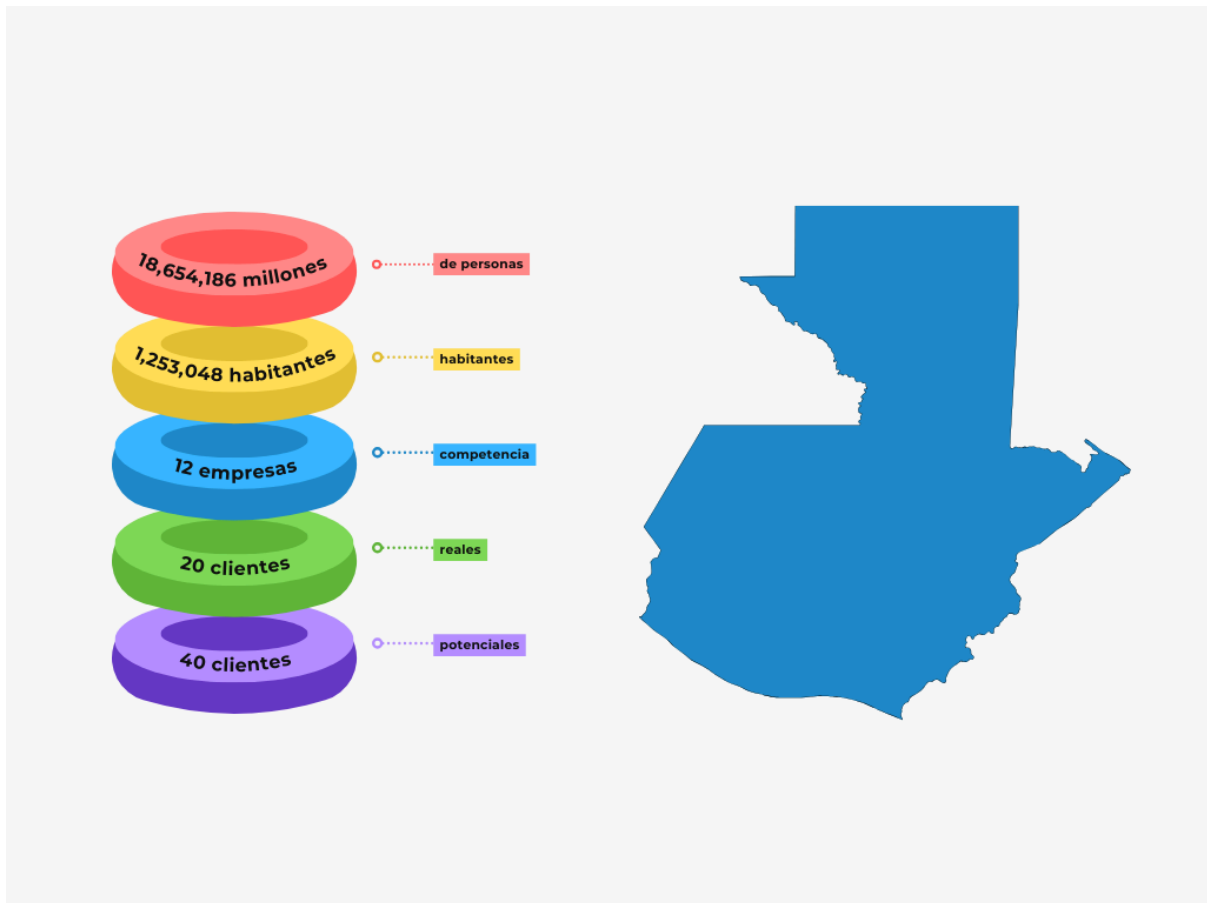 18,654,186 millones
de personas
1,253,048 habitantes
habitantes
12 empresas
competencia
20 clientes
reales
40 clientes
potenciales